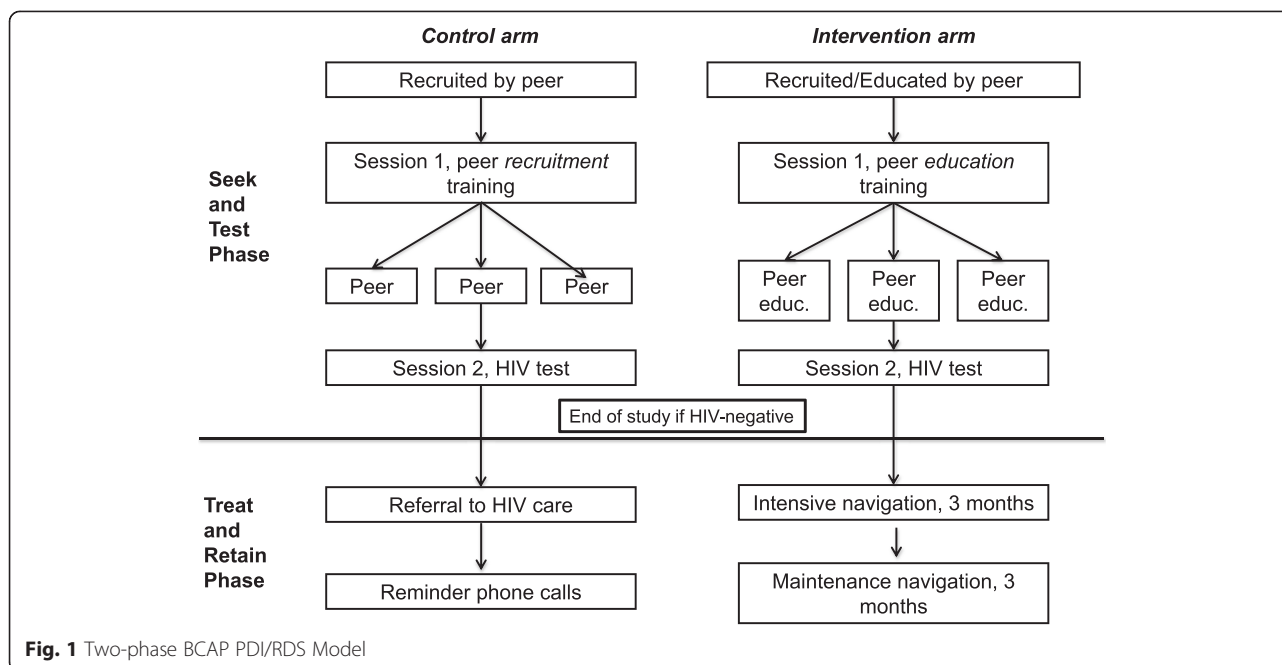 Control arm
Intervention arm
Recruited by peer
Recruited/Educated by peer
Seek
and
Test
Phase
Session 1, peer recruitment
training
Session 1, peer education
training
Peer
Peer
Peer
Peer
educ.
Peer
educ.
Peer
educ.
Session 2, HIV test
Session 2, HIV test
End of study if HIV-negative
Treat
and
Retain
Phase
Referral to HIV care
Intensive navigation, 3 months
Reminder phone calls
Maintenance navigation, 3
months
Fig. 1 Two-phase BCAP PDI/RDS Model